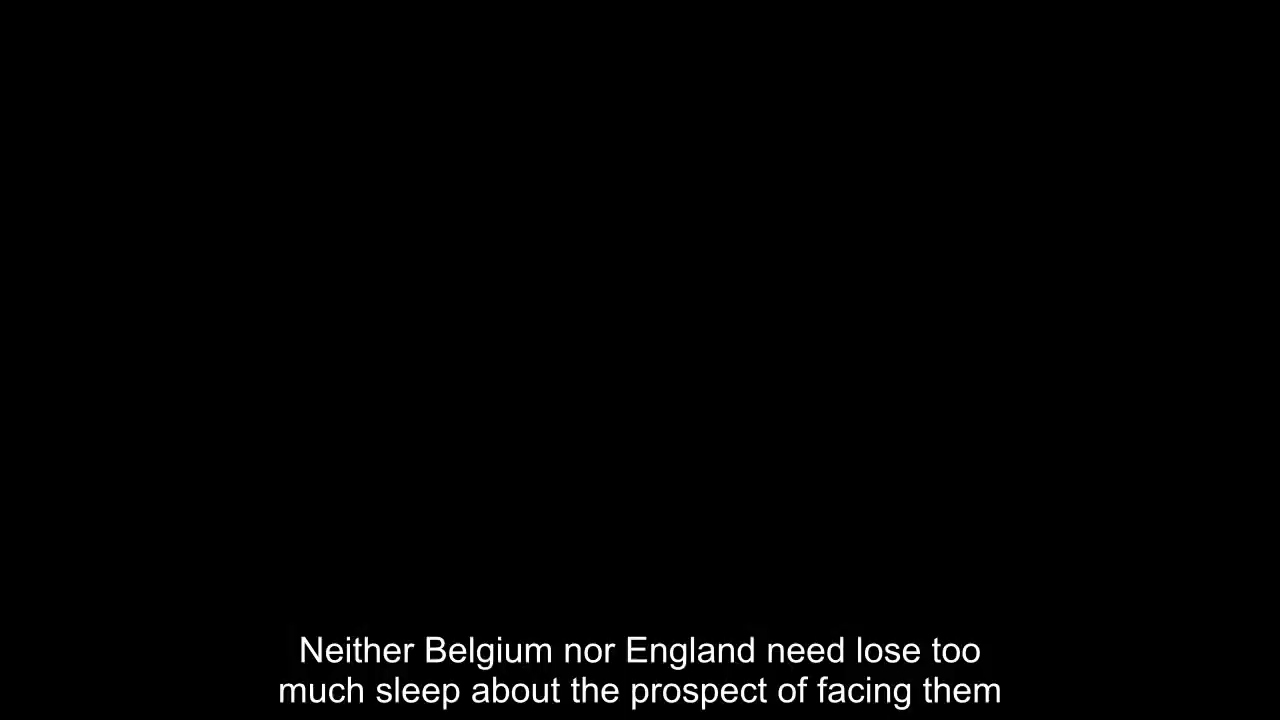 Neither Belgium nor England need lose too
much sleep about the prospect of facing them